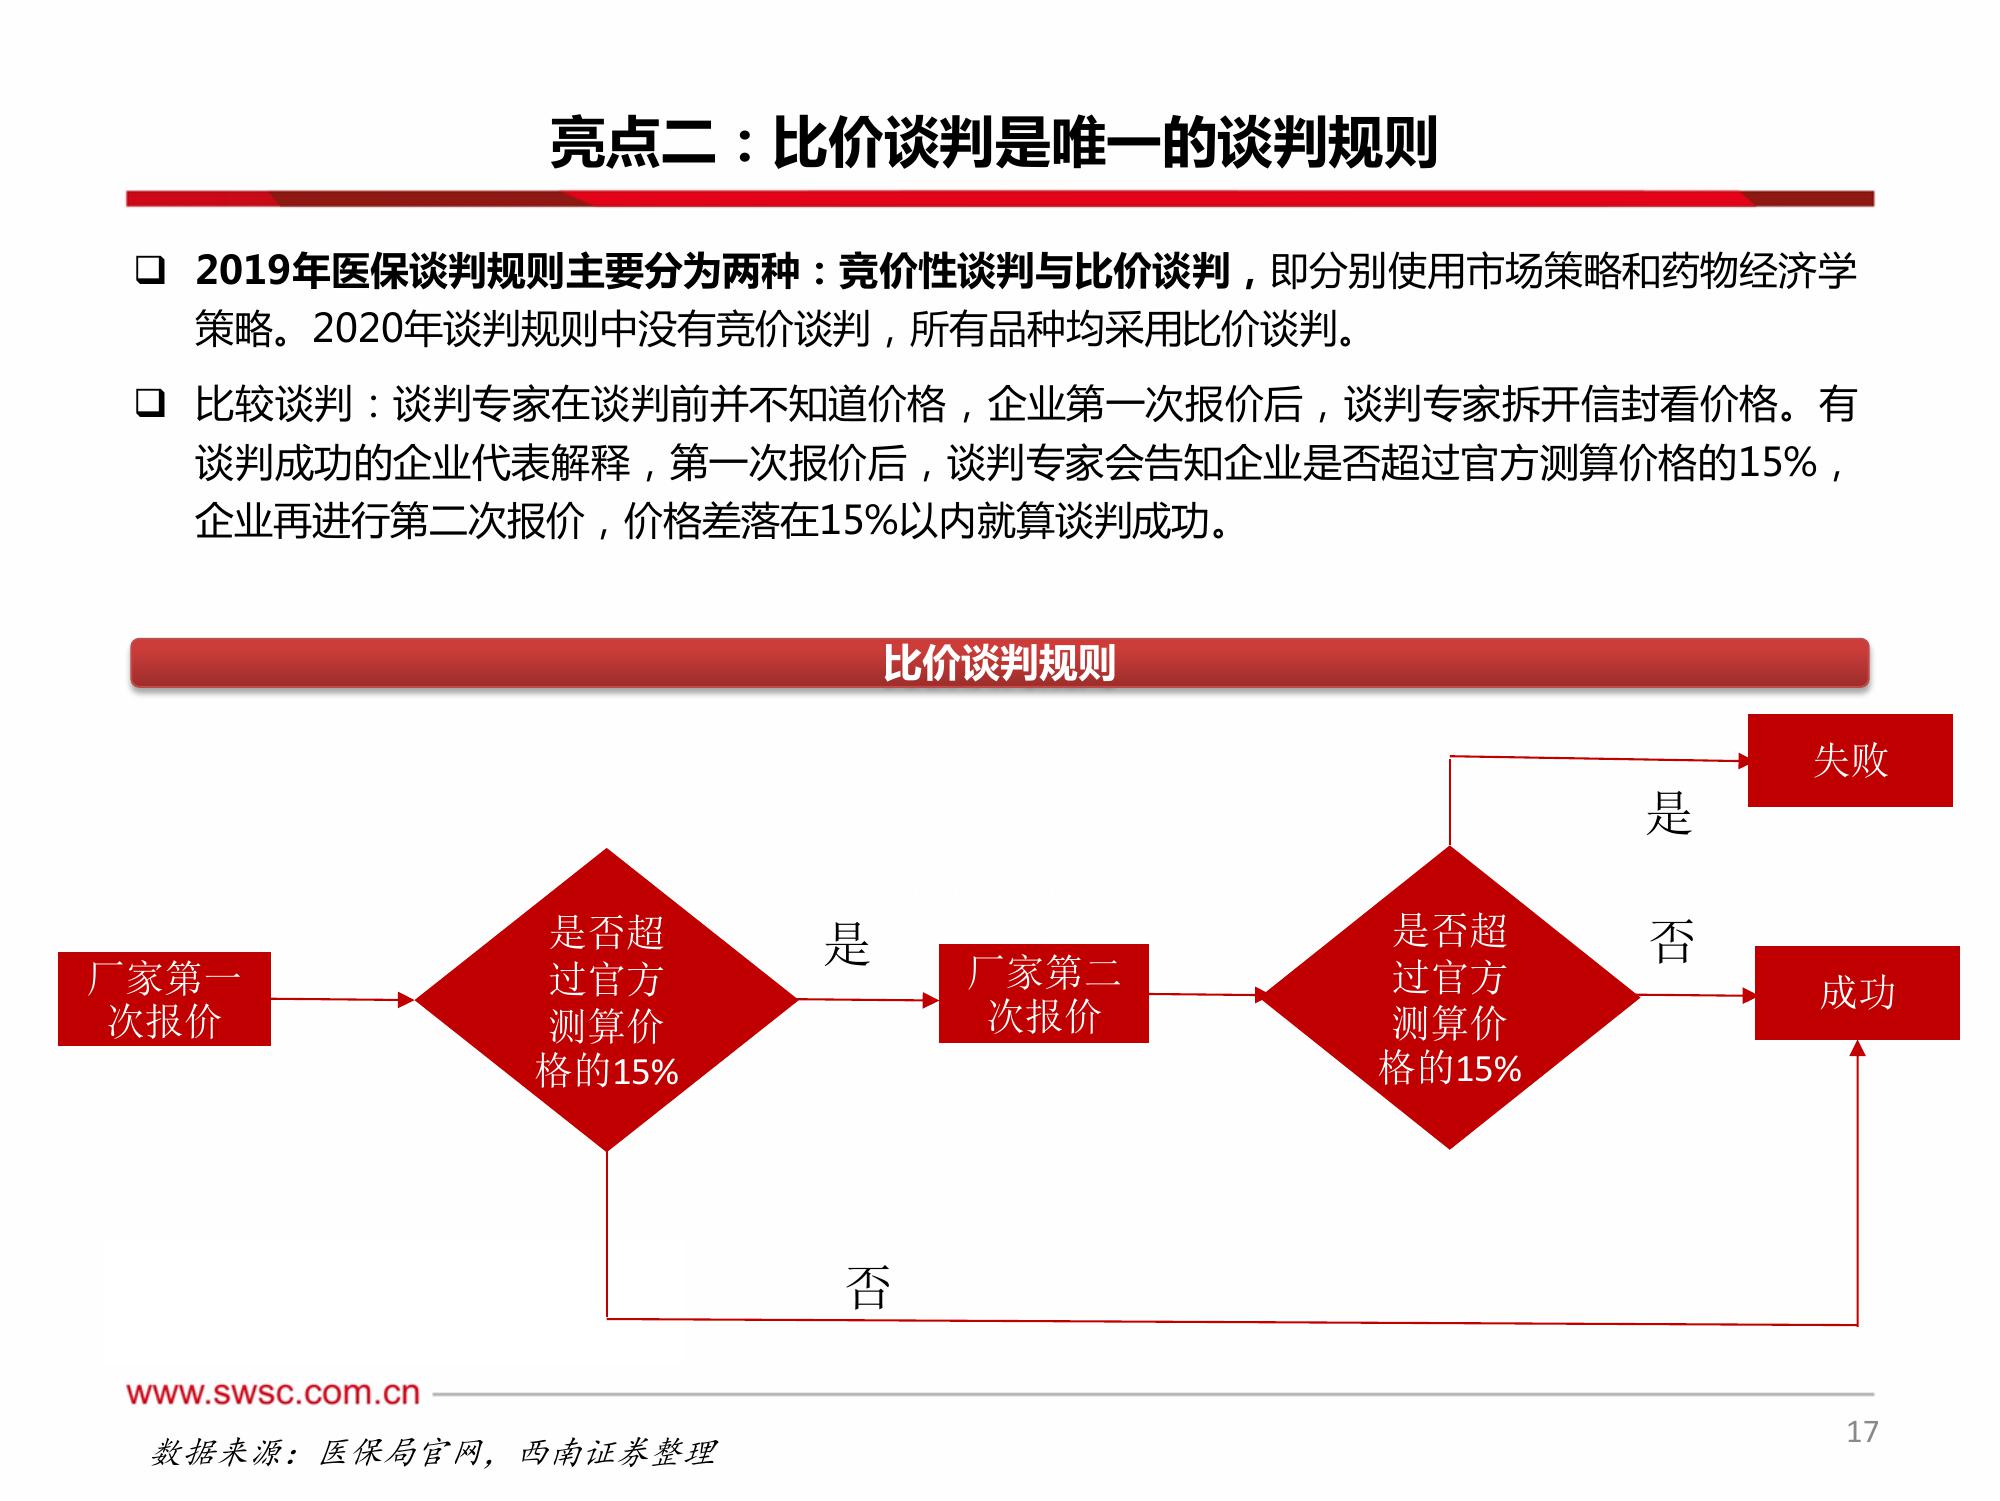 亮点二：比价谈判是唯一的谈判规则
2019年医保谈判规则主要分为两种：竞价性谈判与比价谈判，即分别使用市场策略和药物经济学
策略。2020年谈判规则中没有竞价谈判，所有品种均采用比价谈判。
比较谈判：谈判专家在谈判前并不知道价格，企业第一次报价后，谈判专家拆开信封看价格。有
谈判成功的企业代表解释，第一次报价后，谈判专家会告知企业是否超过官方测算价格的15%，
企业再进行第二次报价，价格差落在15%以内就算谈判成功。
比价谈判规则
失败
是
厂家第一
次报价
是否超
过官方
测算价
格的15%
是
厂家第二
次报价
是否超
过官方
测算价
格的15%
否
成功
否
www.swsc.com.cn
17
数据来源：医保局官网，西南证券整理